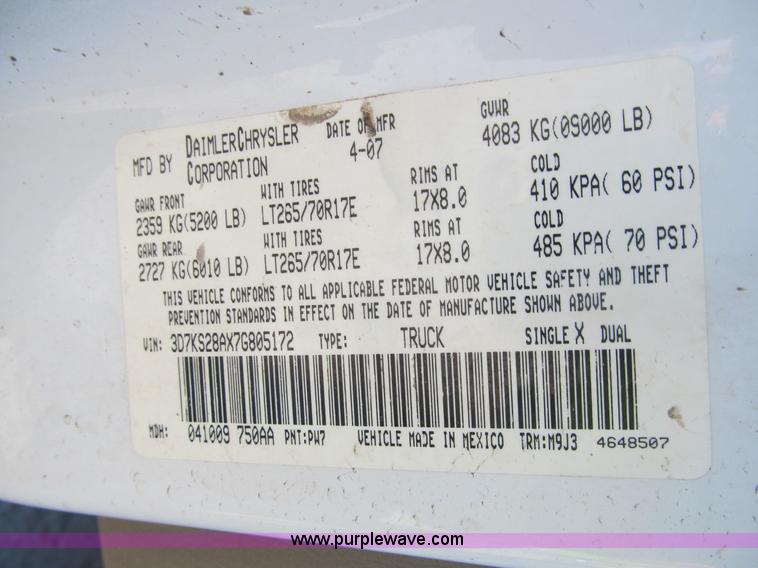 MFD BY DAIMLERCHRYSLER CORPORATION
DATE OF MFR
4-07
GVWR
4083 KG(09000 LB)
GAWR FRONT WITH TIRES RIMS AT COLD
2359 KG(5200 LB) LT265/70R17E 17X8.0 410 KPA( 60 PSI)
GAWR REAR WITH TIRES RIMS AT COLD
2727 KG(6010 LB) LT265/70R17E 17X8.0 485 KPA( 70 PSI)
THIS VEHICLE CONFORMS TO ALL APPLICABLE FEDERAL MOTOR VEHICLE SAFETY AND THEFT
PREVENTION STANDARDS IN EFFECT ON THE DATE OF MANUFACTURE SHOWN ABOVE.
VIN: 3D7KS28AX7G805172 TYPE: TRUCK SINGLE X DUAL
MDH: 041009 750AA PNT:PW7 VEHICLE MADE IN MEXICO TRM:M9J3 4648507
www.purplewave.com